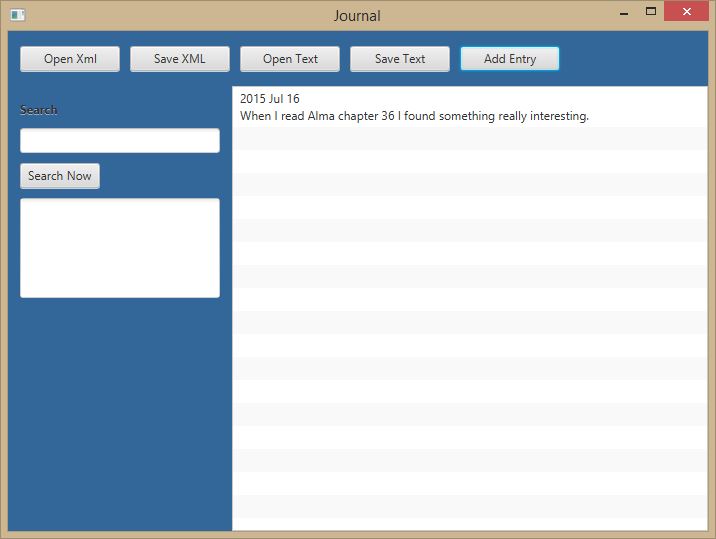 Journal
Open Xml
Save XML
Open Text
Save Text
Add Entry
Search
Search Now
2015 Jul 16
When I read Alma chapter 36 I found something really interesting.